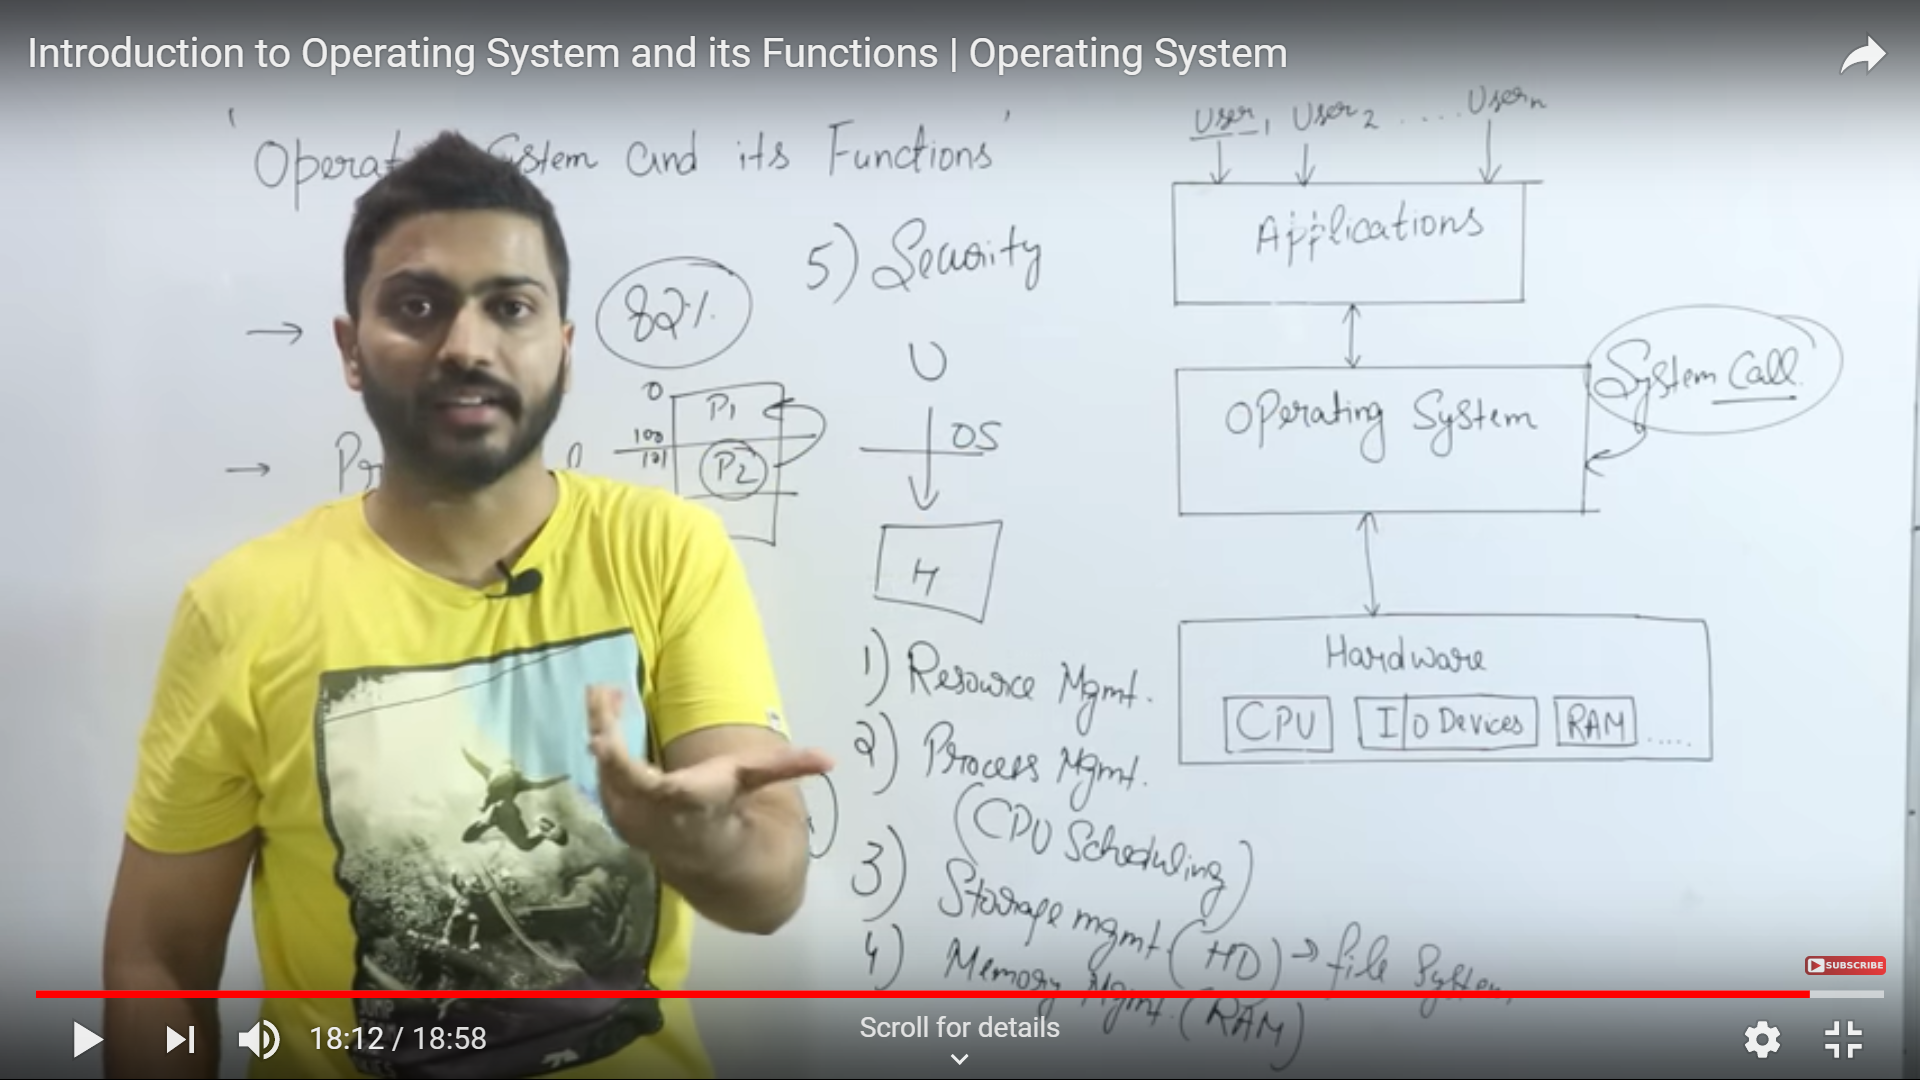 Introduction to Operating System and its Functions | Operating System
' Operat System and its Functions '
82%
0
P1
100
101
P2
Pr
5) Security
U
OS
H
1) Resource Mgmt.
2) Process Mgmt.
(CPU Scheduling)
3) Storage mgmt. (HD) → file System
4) Memory Mgmt. (RAM)
User1 User2 ..... Usern
Applications
Operating System
System Call
Hardware
CPU I/O Devices RAM .....
SUBSCRIBE
18:12 / 18:58
Scroll for details